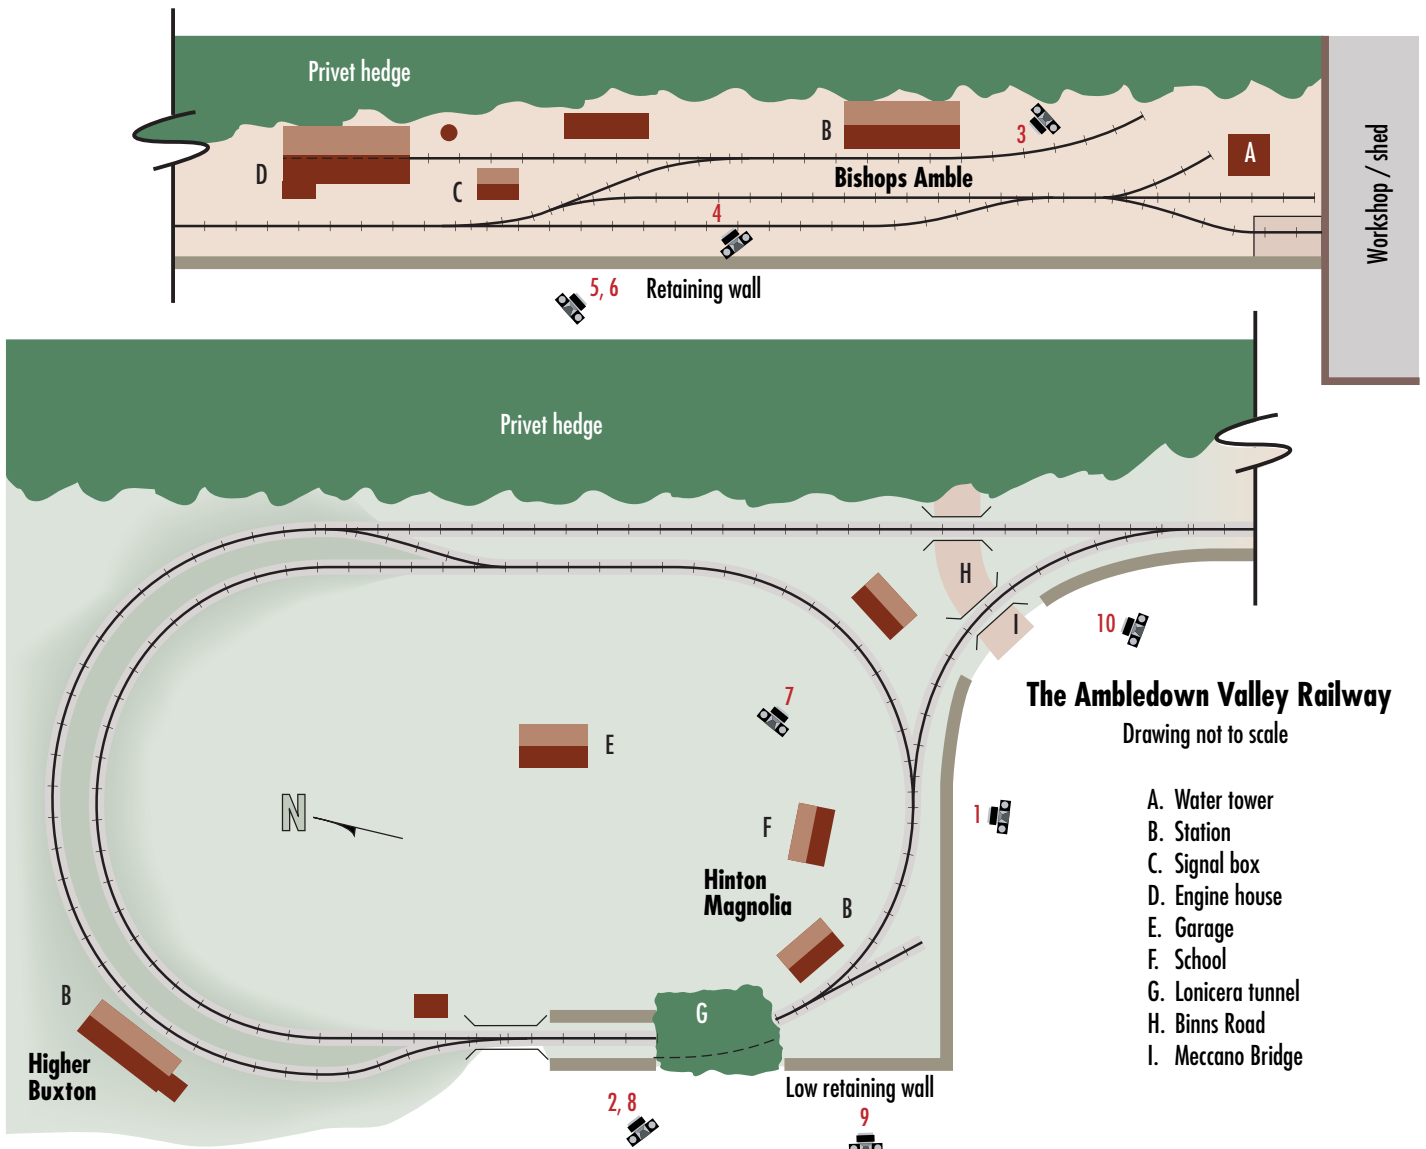 Privet hedge
B
3
A
D
C
Bishops Amble
4
Workshop / shed
5, 6
Retaining wall
Privet hedge
H
I
10
The Ambledown Valley Railway
Drawing not to scale
7
E
N
F
1
Hinton
Magnolia
B
B
G
Higher
Buxton
Low retaining wall
2, 8
9
A. Water tower
B. Station
C. Signal box
D. Engine house
E. Garage
F. School
G. Lonicera tunnel
H. Binns Road
I. Meccano Bridge